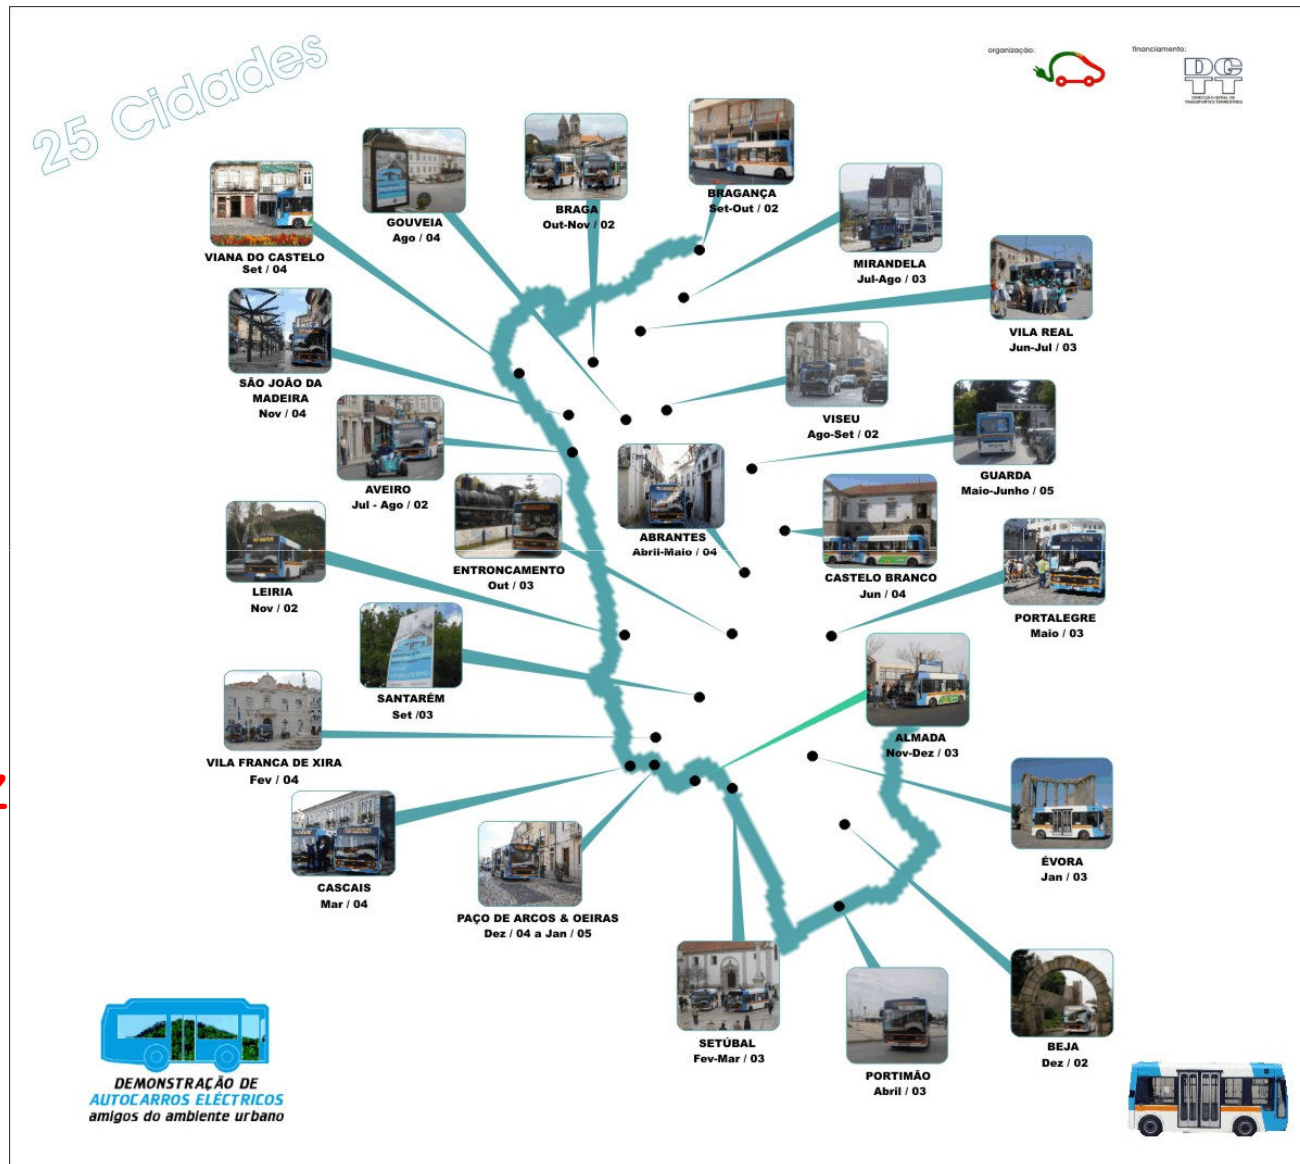 25 Cidades
organização:
financiamento:
DGTT
DIRECÇÃO-GERAL DE
TRANSPORTES TERRESTRES
BRAGANÇA
Set-Out / 02
BRAGA
Out-Nov / 02
GOUVEIA
Ago / 04
VIANA DO CASTELO
Set / 04
MIRANDELA
Jul-Ago / 03
VILA REAL
Jun-Jul / 03
SÃO JOÃO DA
MADEIRA
Nov / 04
VISEU
Ago-Set / 02
AVEIRO
Jul - Ago / 02
GUARDA
Maio-Junho / 05
ABRANTES
Abril-Maio / 04
ENTRONCAMENTO
Out / 03
CASTELO BRANCO
Jun / 04
LEIRIA
Nov / 02
PORTALEGRE
Maio / 03
SANTARÉM
Set /03
ALMADA
Nov-Dez / 03
VILA FRANCA DE XIRA
Fev / 04
ÉVORA
Jan / 03
CASCAIS
Mar / 04
PAÇO DE ARCOS & OEIRAS
Dez / 04 a Jan / 05
SETÚBAL
Fev-Mar / 03
PORTIMÃO
Abril / 03
BEJA
Dez / 02
DEMONSTRAÇÃO DE
AUTOCARROS ELÉCTRICOS
amigos do ambiente urbano